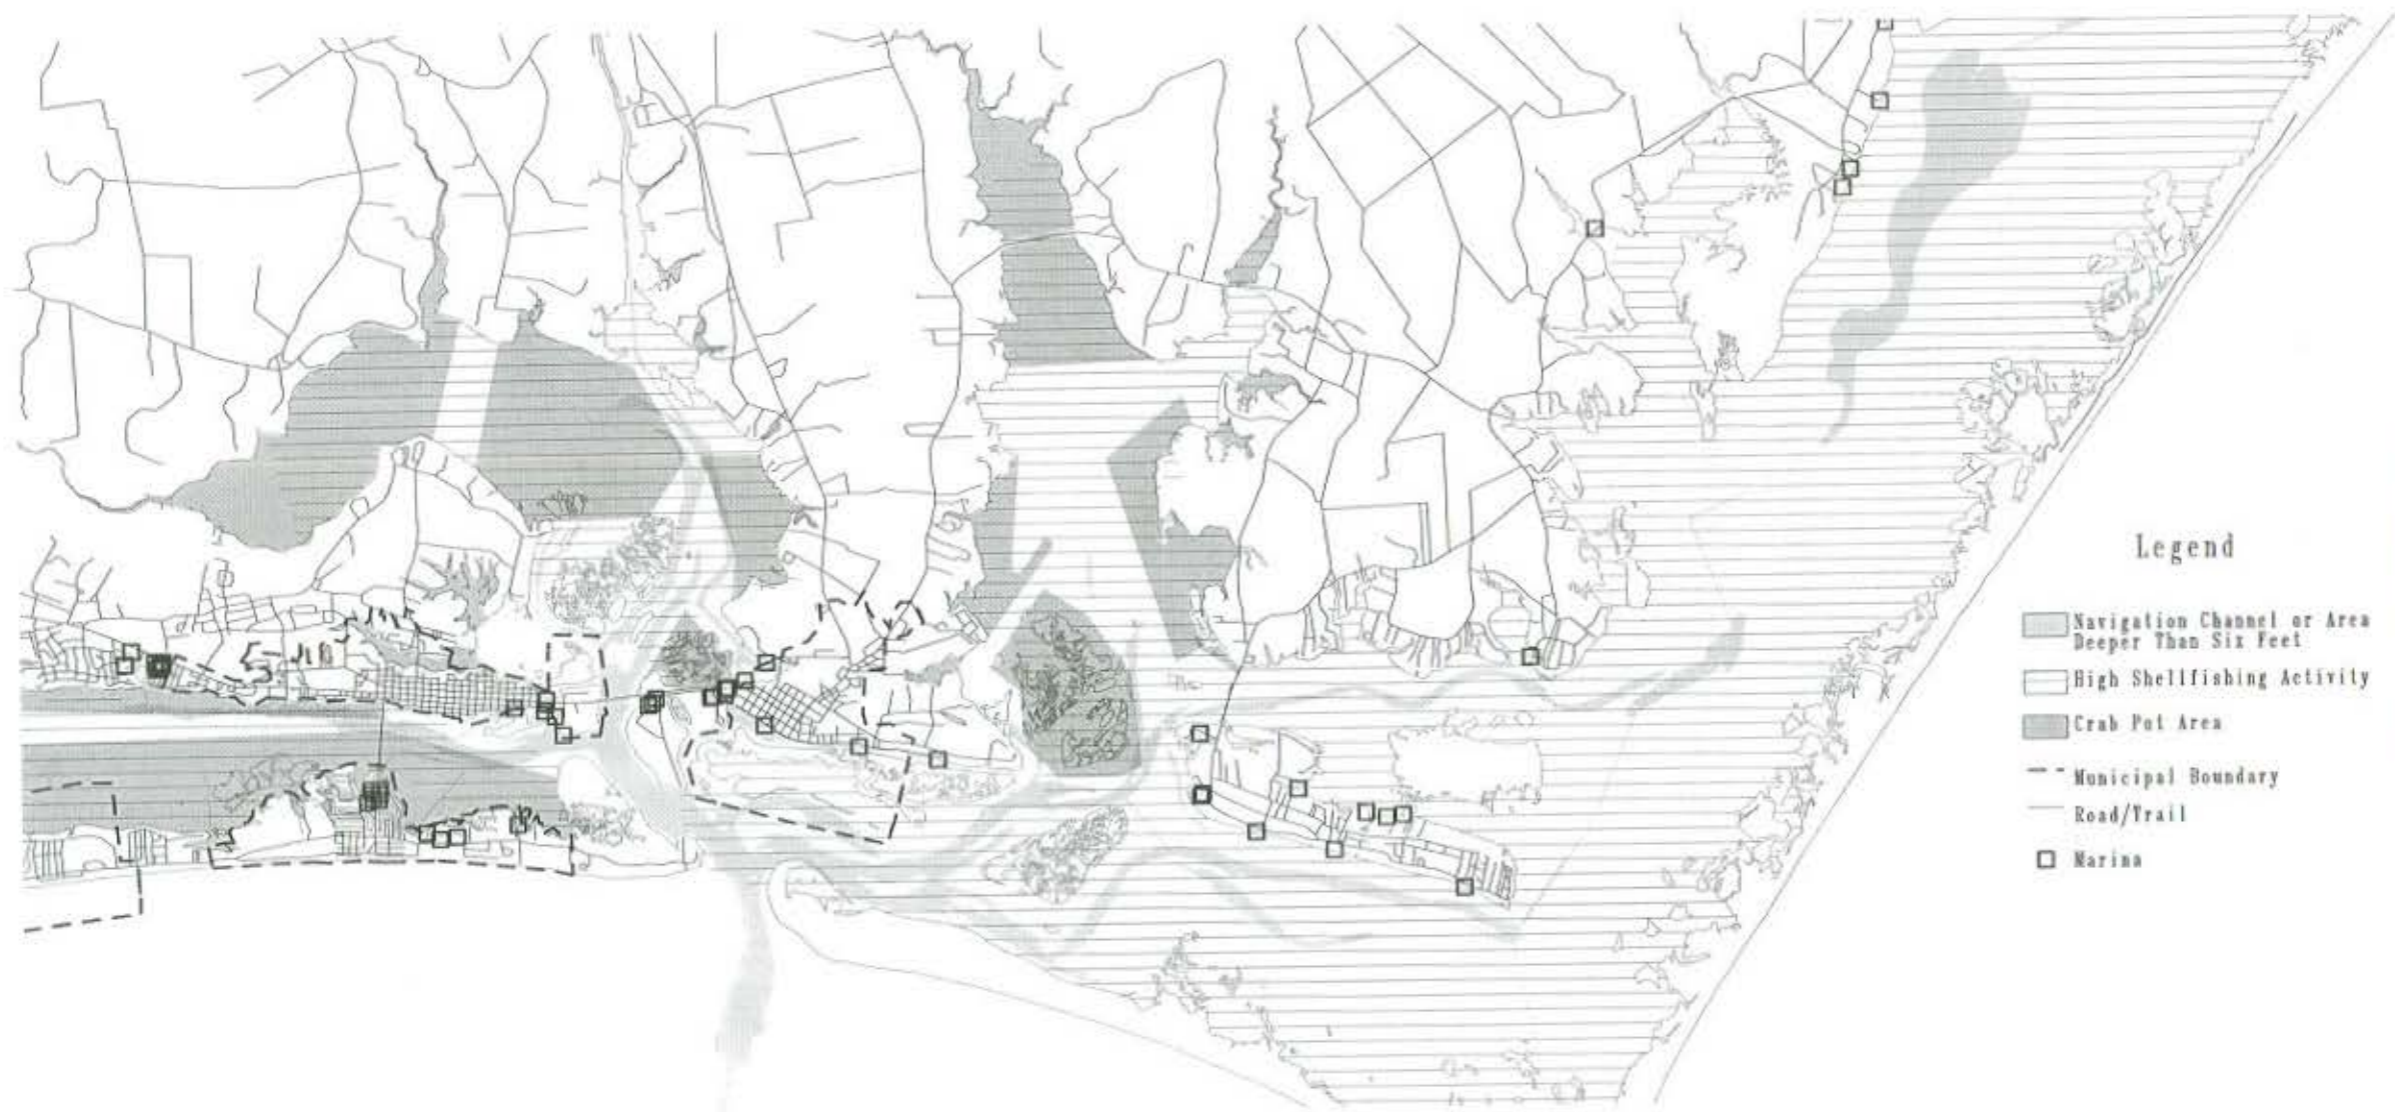 Legend
Navigation Channel or Area
Deeper Than Six Feet
High Shellfishing Activity
Crab Pot Area
Municipal Boundary
Road/Trail
Marina